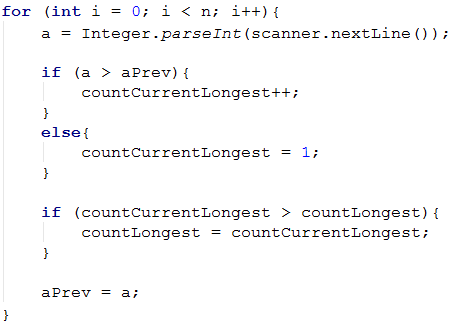 for (int i = 0; i < n; i++){
    a = Integer.parseInt(scanner.nextLine());

    if (a > aPrev){
        countCurrentLongest++;
    }
    else{
        countCurrentLongest = 1;
    }

    if (countCurrentLongest > countLongest){
        countLongest = countCurrentLongest;
    }

    aPrev = a;
}